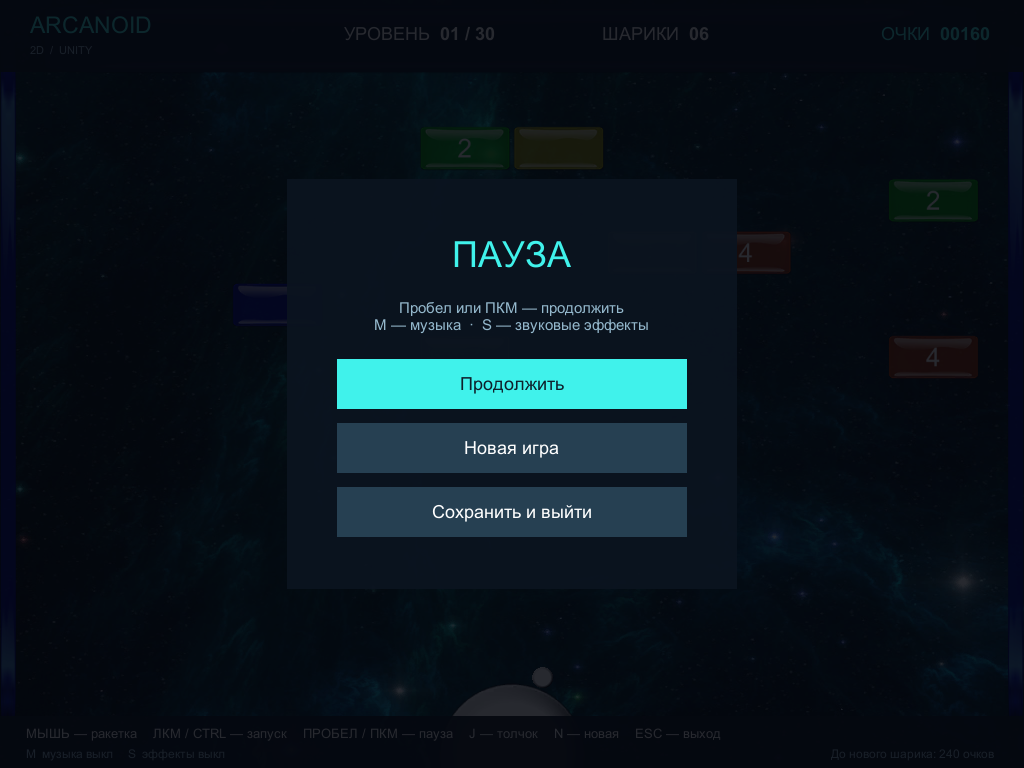 ARCANOID
2D / UNITY
УРОВЕНЬ 01 / 30
ШАРИКИ 06
ОЧКИ 00160
2
2
4
4
ПАУЗА
Пробел или ПКМ — продолжить
M — музыка · S — звуковые эффекты
Продолжить
Новая игра
Сохранить и выйти
МЫШЬ — ракетка ЛКМ / CTRL — запуск ПРОБЕЛ / ПКМ — пауза J — толчок N — новая ESC — выход
M музыка выкл S эффекты выкл
До нового шарика: 240 очков